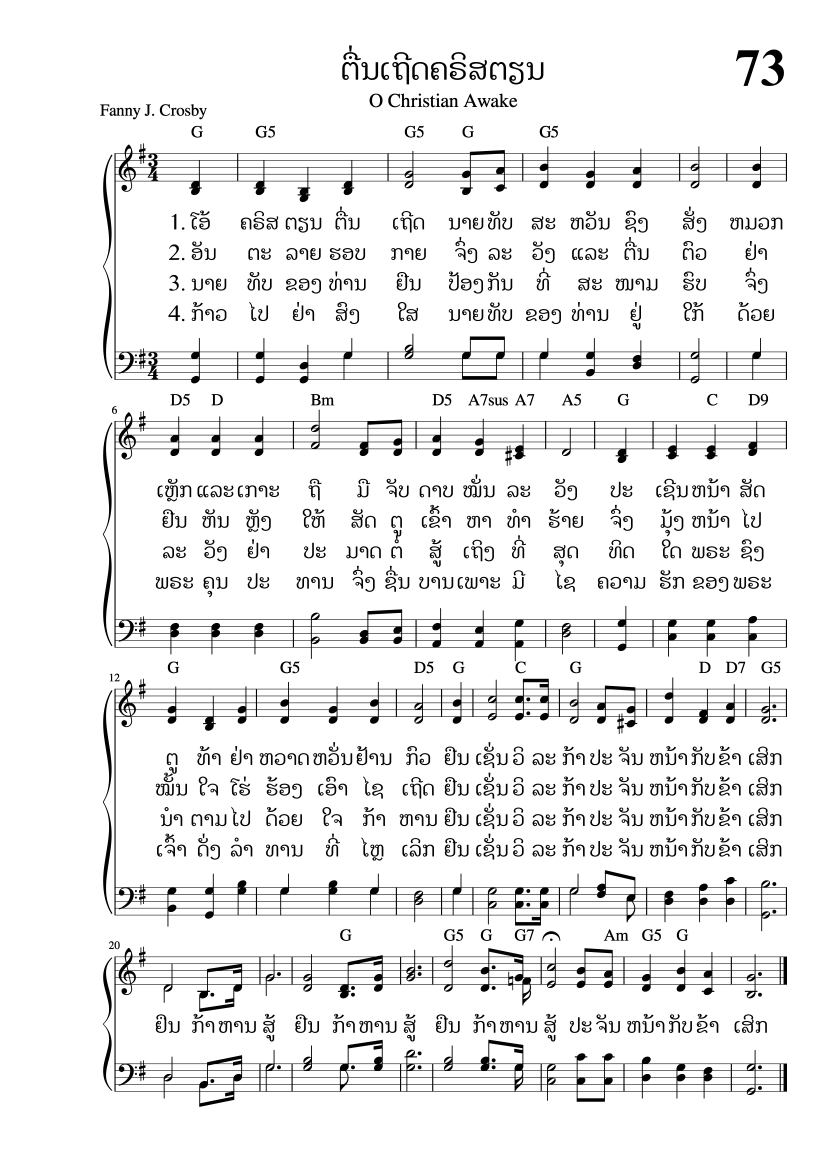 73
ຕື່ນເຖີດຄຣິສຕຽນ
O Christian Awake
Fanny J. Crosby
G G5 G5 G G5
1. ໂອ້ ຄຣິສ ຕຽນ ຕື່ນ ເຖີດ ນາຍທັບ ສະ ຫວັນ ຊົງ ສັ່ງ ຫມວກ
2. ອັນ ຕະ ລາຍ ຮອບ ກາຍ ຈົ່ງ ລະ ວັງ ແລະ ຕື່ນ ຕົວ ຢ່າ
3. ນາຍ ທັບ ຂອງ ທ່ານ ຢືນ ປ້ອງກັນ ທີ່ ສະ ໜາມ ຮົບ ຈົ່ງ
4. ກ້າວ ໄປ ຢ່າ ສົງ ໃສ ນາຍທັບ ຂອງ ທ່ານ ຢູ່ ໃກ້ ດ້ວຍ
6 D5 D Bm D5 A7sus A7 A5 G C D9
ເຫຼັກ ແລະເກາະ ຖື ມື ຈັບ ດາບ ໝັ່ນ ລະ ວັງ ປະ ເຊີນຫນ້າ ສັດ
ຢືນ ຫັນ ຫຼັງ ໃຫ້ ສັດ ຕູ ເຂົ້າ ຫາ ທຳ ຮ້າຍ ຈົ່ງ ມຸ້ງ ຫນ້າ ໄປ
ລະ ວັງ ຢ່າ ປະ ມາດ ຕໍ່ ສູ້ ເຖິງ ທີ່ ສຸດ ທິດ ໃດ ພຣະ ຊົງ
ພຣະ ຄຸນ ປະ ທານ ຈົ່ງ ຊື່ນ ບານເພາະ ມີ ໄຊ ຄວາມ ຮັກ ຂອງ ພຣະ
12 G G5 D5 G C G D D7 G5
ຕູ ທ້າ ຢ່າ ຫວາດຫວັ່ນຢ້ານ ກົວ ຢືນ ເຊັ່ນ ວິ ລະ ກ້າ ປະ ຈັນ ຫນ້າກັບຂ້າ ເສິກ
ໝັ້ນ ໃຈ ໂຮ່ ຮ້ອງ ເອົາ ໄຊ ເຖີດ ຢືນ ເຊັ່ນ ວິ ລະ ກ້າ ປະ ຈັນ ຫນ້າກັບຂ້າ ເສິກ
ນຳ ຕາມໄປ ດ້ວຍ ໃຈ ກ້າ ຫານ ຢືນ ເຊັ່ນ ວິ ລະ ກ້າ ປະ ຈັນ ຫນ້າກັບຂ້າ ເສິກ
ເຈົ້າ ດັ່ງ ລຳ ທານ ທີ່ ໄຫຼ ເລິກ ຢືນ ເຊັ່ນ ວິ ລະ ກ້າ ປະ ຈັນ ຫນ້າກັບຂ້າ ເສິກ
20 G G5 G G7 Am G5 G
ຢືນ ກ້າຫານ ສູ້ ຢືນ ກ້າຫານ ສູ້ ຢືນ ກ້າຫານ ສູ້ ປະຈັນ ຫນ້າກັບຂ້າ ເສິກ